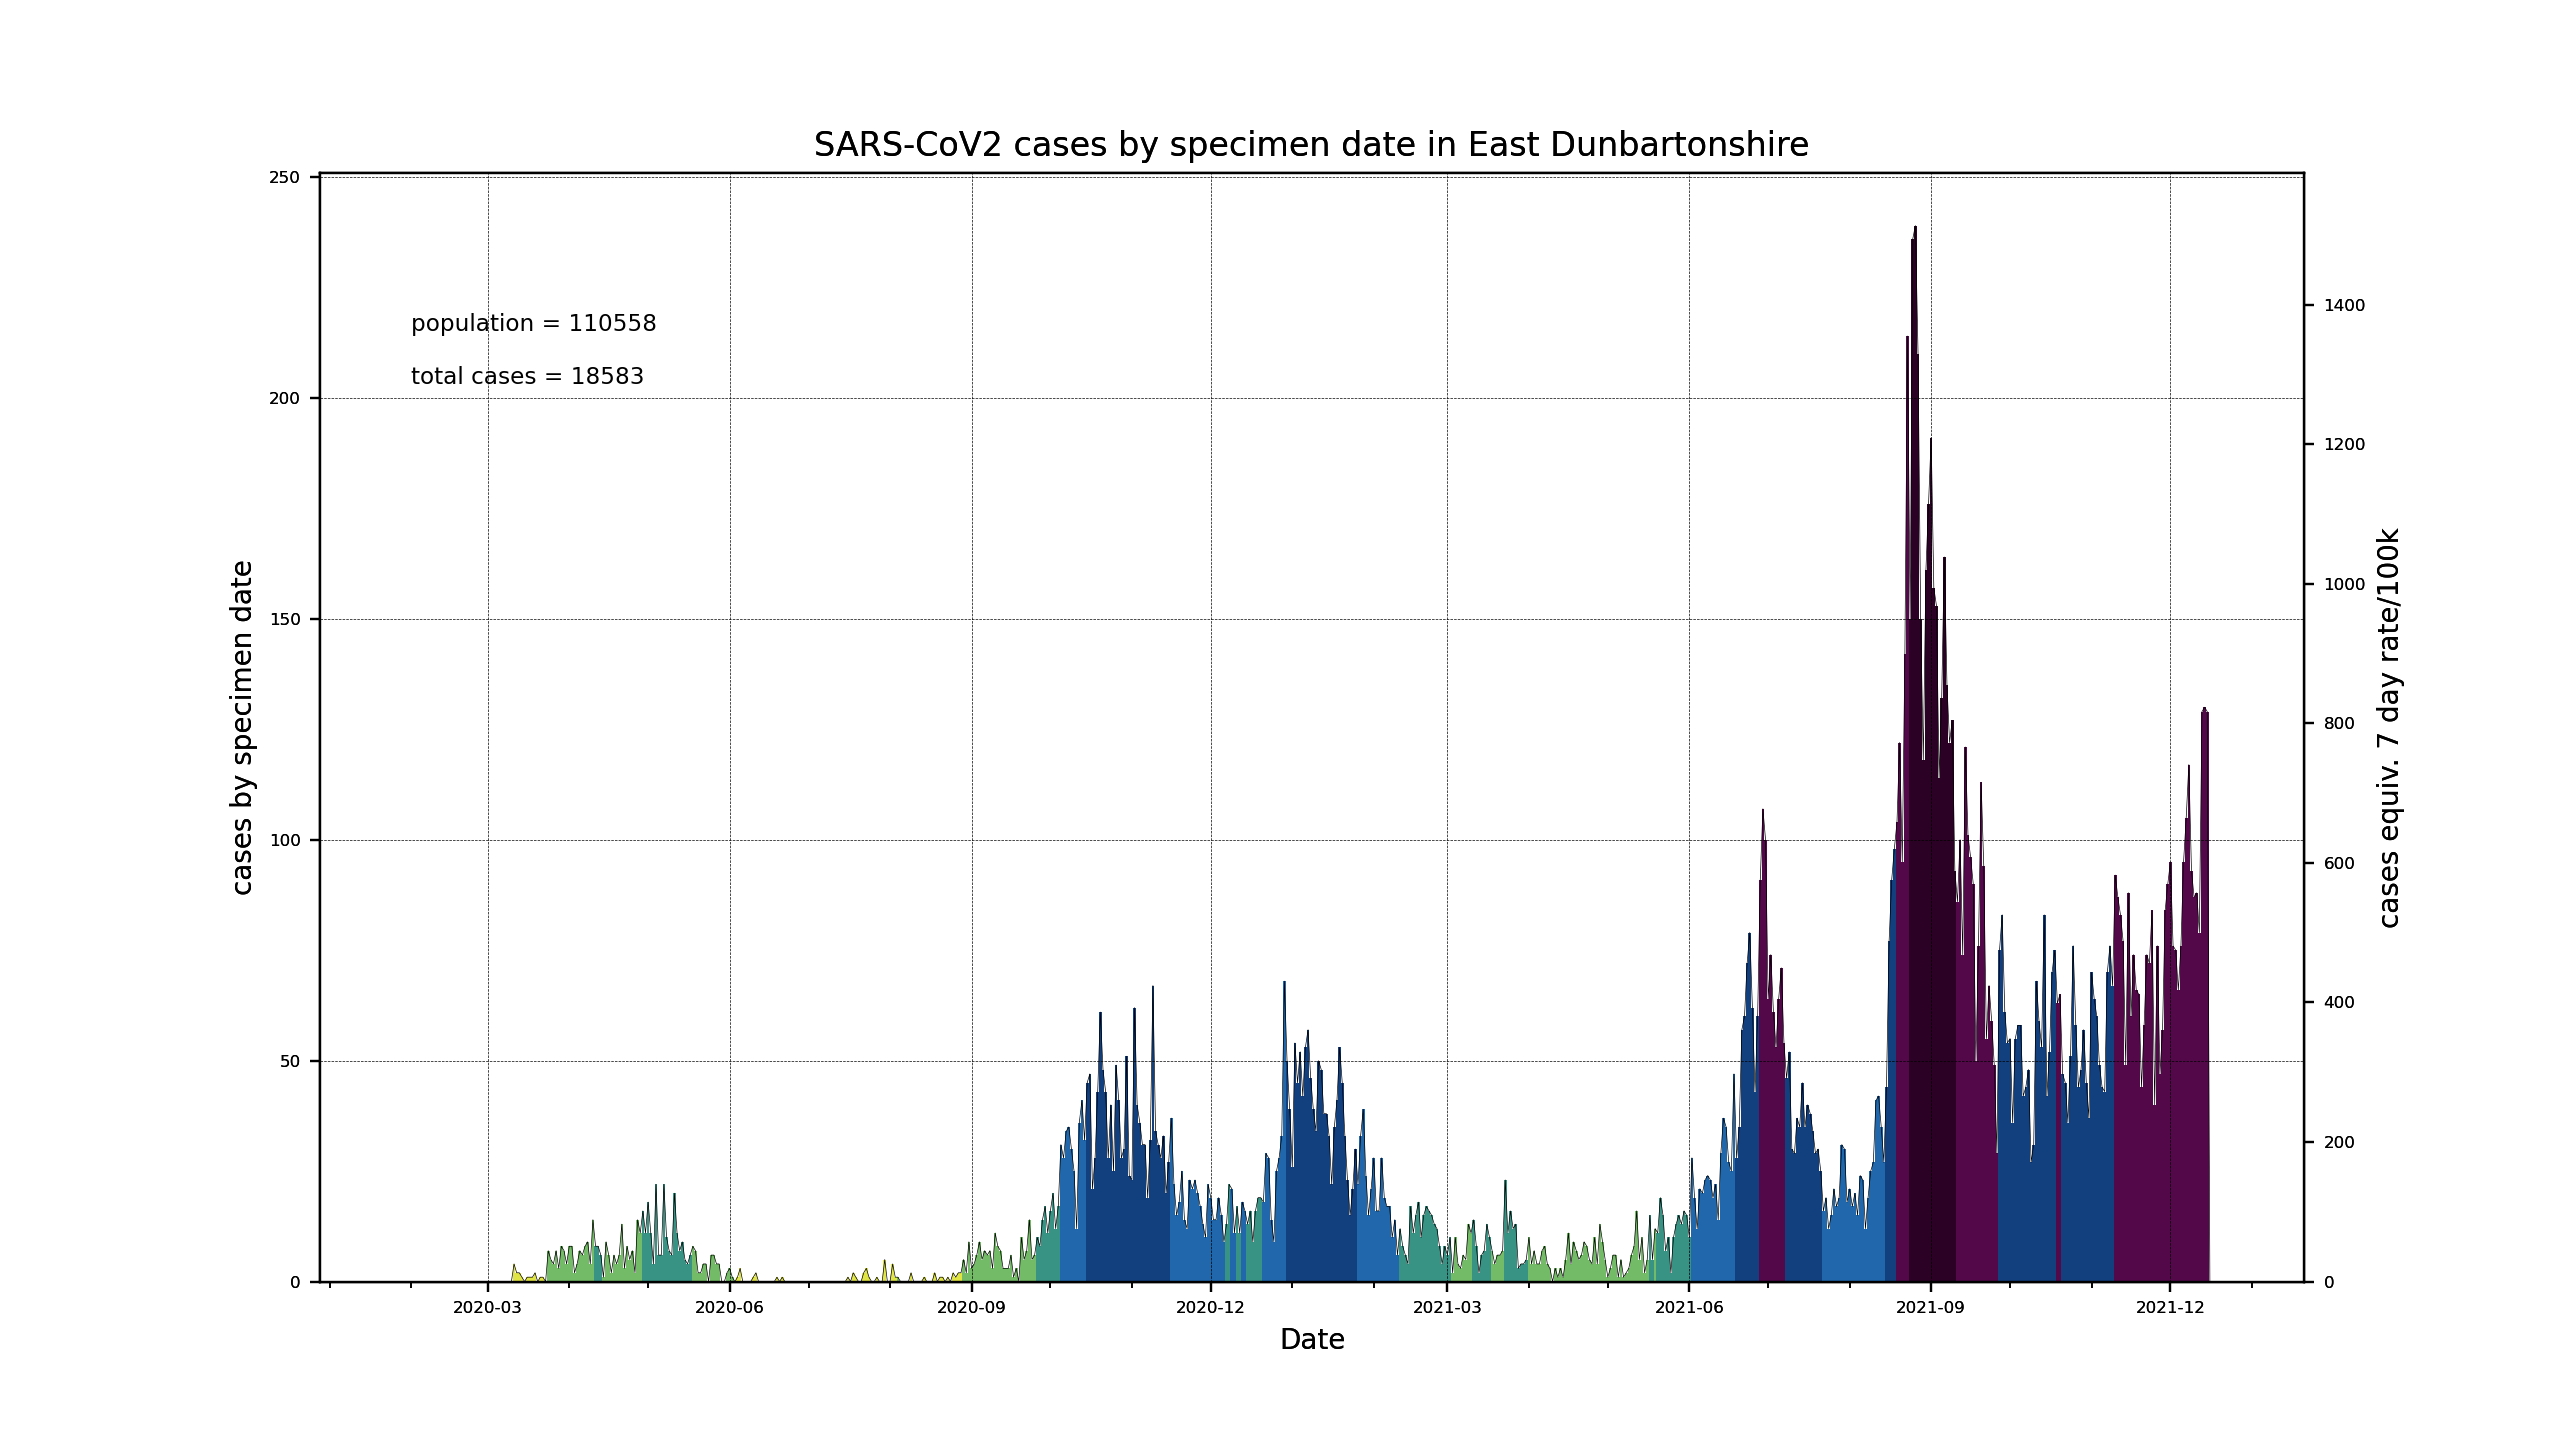 SARS-CoV2 cases by specimen date in East Dunbartonshire
250
200
150
100
50
0
cases by specimen date
population = 110558
total cases = 18583
1400
1200
1000
800
600
400
200
0
cases equiv. 7 day rate/100k
2020-03 2020-06 2020-09 2020-12 2021-03 2021-06 2021-09 2021-12
Date